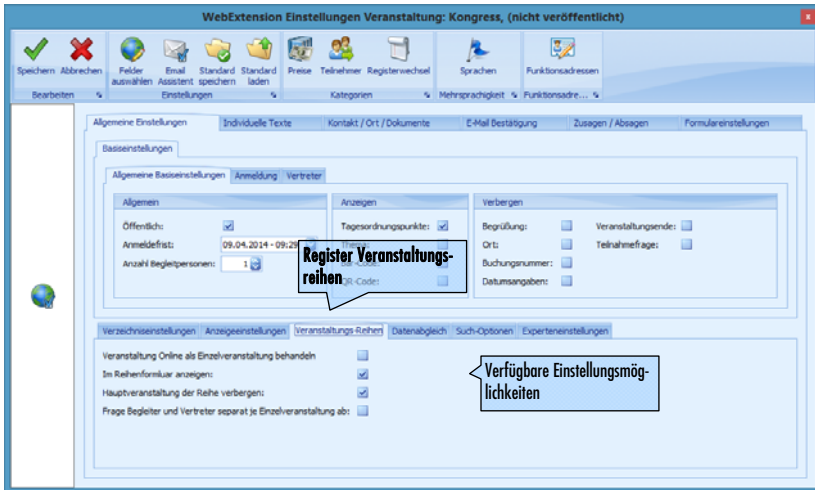 WebExtension Einstellungen Veranstaltung: Kongress, (nicht veröffentlicht)
Speichern Abbrechen Felder auswählen Email Assistent Standard speichern Standard laden Preise Teilnehmer Registerwechsel Sprachen Funktionsadressen
Bearbeiten Einstellungen Kategorien Mehrsprachigkeit Funktionsadre...
Allgemeine Einstellungen Individuelle Texte Kontakt / Ort / Dokumente E-Mail Bestätigung Zusagen / Absagen Formulareinstellungen
Basiseinstellungen
Allgemeine Basiseinstellungen Anmeldung Vertreter
Allgemein Anzeigen Verbergen
Öffentlich: Tagesordnungspunkte: Begrüßung: Veranstaltungsende:
Anmeldefrist: 09.04.2014 - 09:29 Thema: Ort: Teilnahmefrage:
Anzahl Begleitpersonen: 1 Bar-Code: Buchungsnummer:
QR-Code: Datumsangaben:
Register Veranstaltungs-
reihen
Verzeichniseinstellungen Anzeigeeinstellungen Veranstaltungs-Reihen Datenabgleich Such-Optionen Experteneinstellungen
Veranstaltung Online als Einzelveranstaltung behandeln
Im Reihenformluar anzeigen:
Hauptveranstaltung der Reihe verbergen:
Frage Begleiter und Vertreter separat je Einzelveranstaltung ab:
Verfügbare Einstellungsmög-
lichkeiten